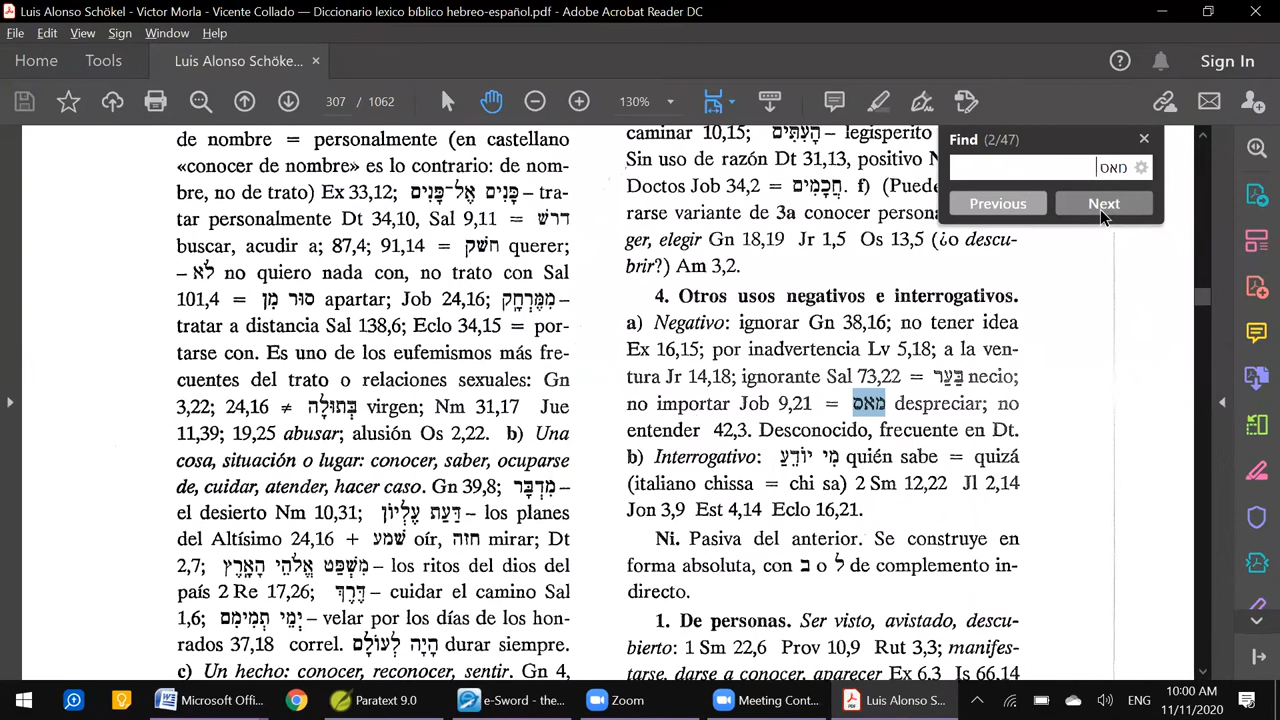 Luis Alonso Schökel - Victor Morla - Vicente Collado — Diccionario lexico bíblico hebreo-español.pdf - Adobe Acrobat Reader DC
File Edit View Sign Window Help
Home Tools Luis Alonso Schöke... × Sign In
307 / 1062 130%
Find (2/47)
מאס
Previous Next
de nombre = personalmente (en castellano
«conocer de nombre» es lo contrario: de nom-
bre, no de trato) Ex 33,12; פָּנִים אֶל־פָּנִים – tra-
tar personalmente Dt 34,10, Sal 9,11 = דרשׁ
buscar, acudir a; 87,4; 91,14 = חשׁק querer;
– לֹא no quiero nada con, no trato con Sal
101,4 = סוּר מִן apartar; Job 24,16; מִמֶּרְחָק –
tratar a distancia Sal 138,6; Eclo 34,15 = por-
tarse con. Es uno de los eufemismos más fre-
cuentes del trato o relaciones sexuales: Gn
3,22; 24,16 ≠ בְּתוּלָה virgen; Nm 31,17 Jue
11,39; 19,25 abusar; alusión Os 2,22. b) Una
cosa, situación o lugar: conocer, saber, ocuparse
de, cuidar, atender, hacer caso. Gn 39,8; מִדְבָּר –
el desierto Nm 10,31; דַּעַת עֶלְיוֹן – los planes
del Altísimo 24,16 + שׁמע oír, חזה mirar; Dt
2,7; מִשְׁפַּט אֱלֹהֵי הָאָרֶץ – los ritos del dios del
país 2 Re 17,26; דֶּרֶךְ – cuidar el camino Sal
1,6; יְמֵי תְמִימִם – velar por los días de los hon-
rados 37,18 correl. הָיָה לְעוֹלָם durar siempre.
c) Un hecho: conocer, reconocer, sentir. Gn 4,
caminar 10,15; הָעִתִּים – legisperito
Sin uso de razón Dt 31,13, positivo
Doctos Job 34,2 = חֲכָמִים. f) (Puede
rarse variante de 3a conocer persona
ger, elegir Gn 18,19 Jr 1,5 Os 13,5 (¿o descu-
brir?) Am 3,2.
4. Otros usos negativos e interrogativos.
a) Negativo: ignorar Gn 38,16; no tener idea
Ex 16,15; por inadvertencia Lv 5,18; a la ven-
tura Jr 14,18; ignorante Sal 73,22 = בַּעַר necio;
no importar Job 9,21 = מאס despreciar; no
entender 42,3. Desconocido, frecuente en Dt.
b) Interrogativo: מִי יוֹדֵעַ quién sabe = quizá
(italiano chissa = chi sa) 2 Sm 12,22 Jl 2,14
Jon 3,9 Est 4,14 Eclo 16,21.
Ni. Pasiva del anterior. Se construye en
forma absoluta, con ל o ב de complemento in-
directo.
1. De personas. Ser visto, avistado, descu-
bierto: 1 Sm 22,6 Prov 10,9 Rut 3,3; manifes-
tarse, darse a conocer, aparecer Ex 6,3 Is 66,14
Microsoft Offi... Paratext 9.0 e-Sword - the... Zoom Meeting Cont... Luis Alonso S... ENG 10:00 AM
11/11/2020